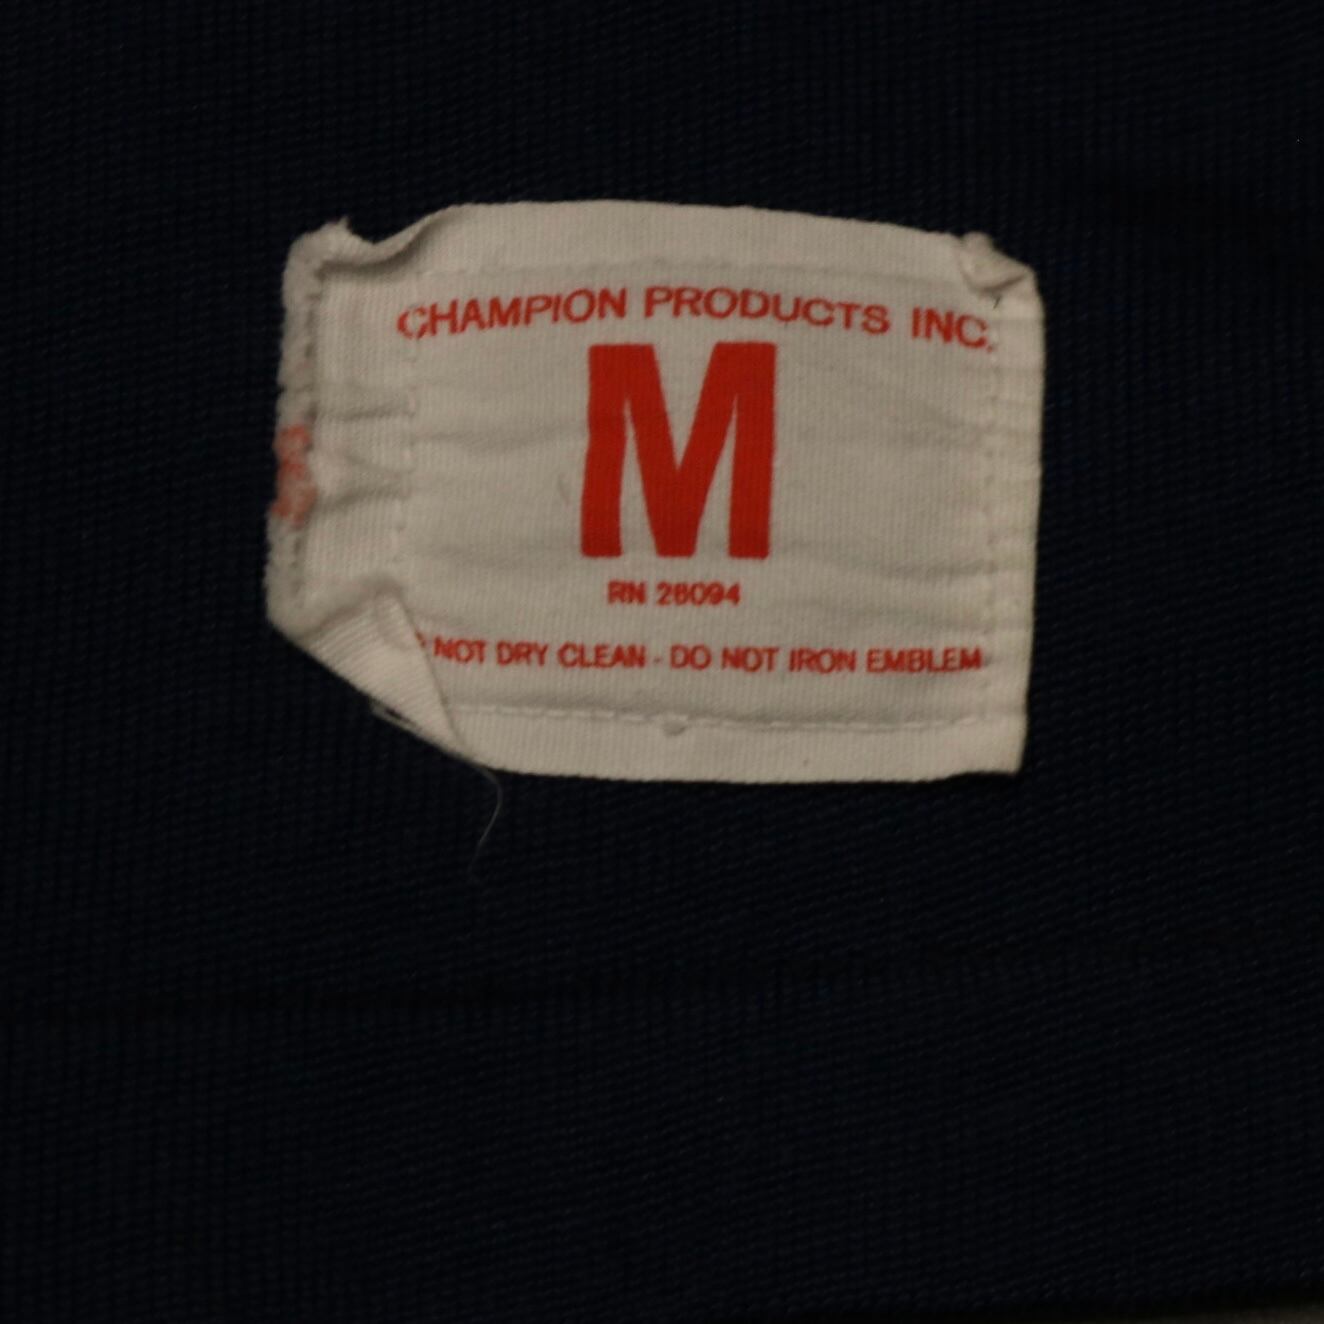 CHAMPION PRODUCTS INC.
M
RN 26094
NOT DRY CLEAN - DO NOT IRON EMBLEM